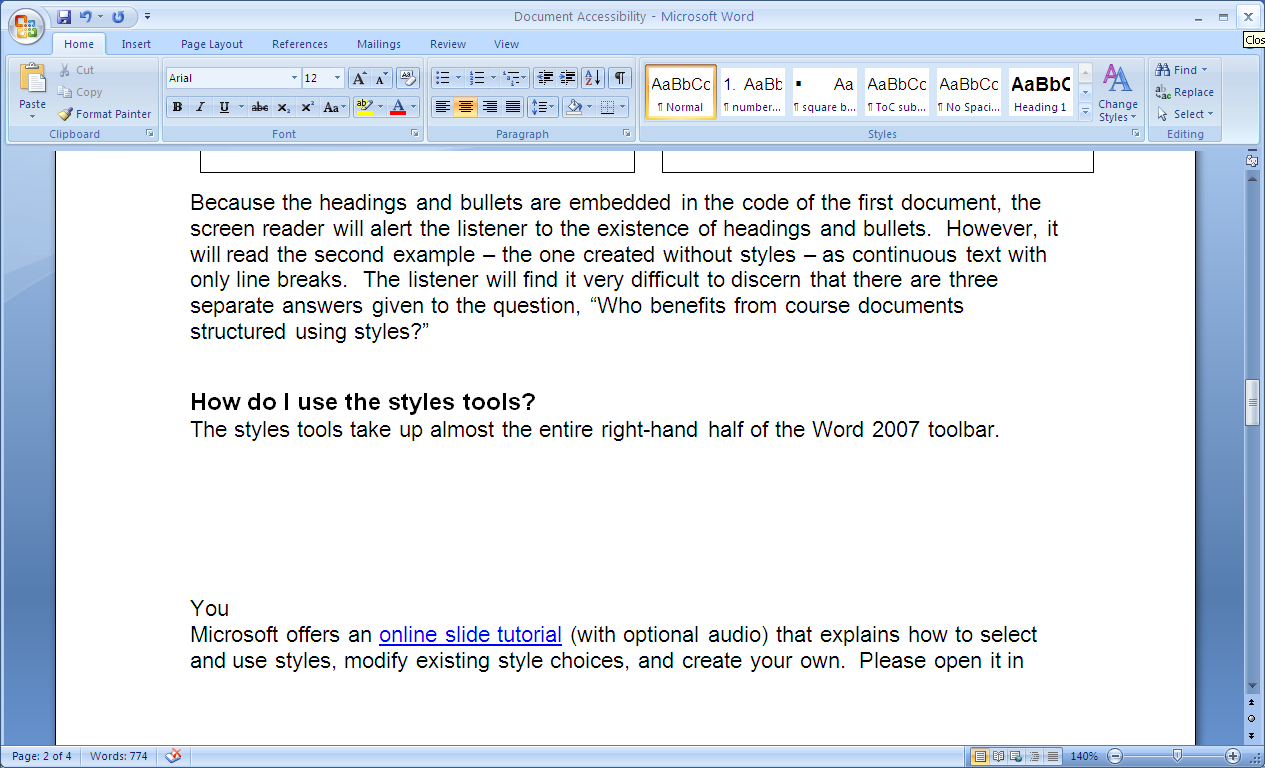 Document Accessibility - Microsoft Word
Clos
Home Insert Page Layout References Mailings Review View
Paste
Cut
Copy
Format Painter
Clipboard
Arial 12
B I U abc x₂ x² Aa
ab A
Font
Paragraph
AaBbCc 1. AaBb ▪ Aa AaBbCc AaBbCc AaBbC
¶ Normal ¶ number... ¶ square b... ¶ ToC sub... ¶ No Spaci... Heading 1
Change
Styles
Styles
Find
Replace
Select
Editing
Because the headings and bullets are embedded in the code of the first document, the
screen reader will alert the listener to the existence of headings and bullets.  However, it
will read the second example – the one created without styles – as continuous text with
only line breaks.  The listener will find it very difficult to discern that there are three
separate answers given to the question, “Who benefits from course documents
structured using styles?”
How do I use the styles tools?
The styles tools take up almost the entire right-hand half of the Word 2007 toolbar.
You
Microsoft offers an online slide tutorial (with optional audio) that explains how to select
and use styles, modify existing style choices, and create your own.  Please open it in
Page: 2 of 4 Words: 774 140%